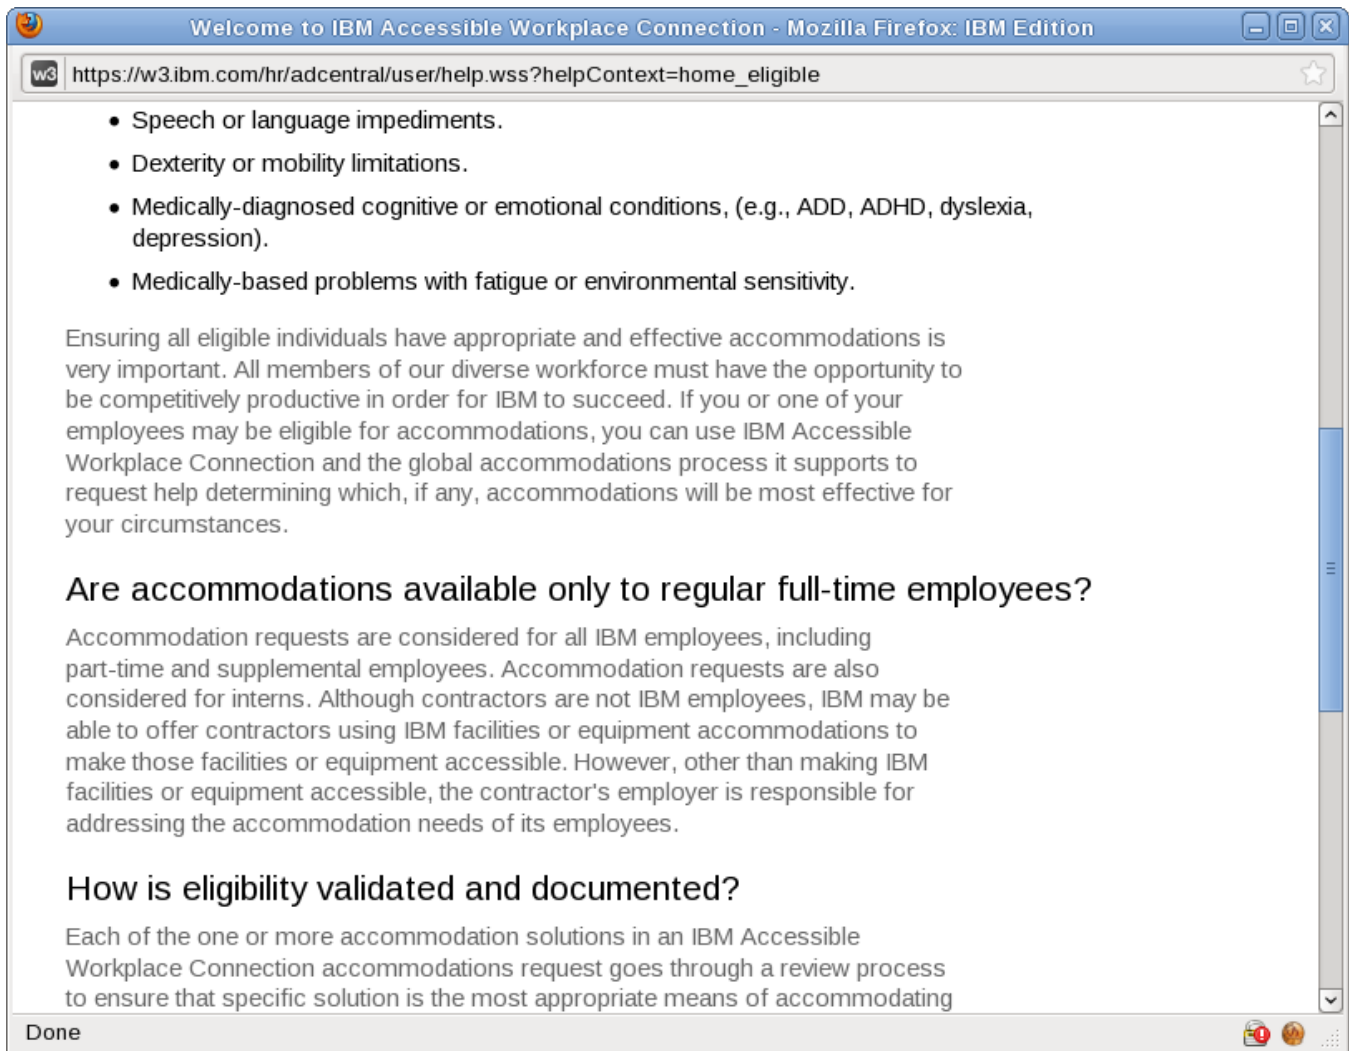 Welcome to IBM Accessible Workplace Connection - Mozilla Firefox: IBM Edition
w3 https://w3.ibm.com/hr/adcentral/user/help.wss?helpContext=home_eligible
• Speech or language impediments.
• Dexterity or mobility limitations.
• Medically-diagnosed cognitive or emotional conditions, (e.g., ADD, ADHD, dyslexia,
depression).
• Medically-based problems with fatigue or environmental sensitivity.
Ensuring all eligible individuals have appropriate and effective accommodations is
very important. All members of our diverse workforce must have the opportunity to
be competitively productive in order for IBM to succeed. If you or one of your
employees may be eligible for accommodations, you can use IBM Accessible
Workplace Connection and the global accommodations process it supports to
request help determining which, if any, accommodations will be most effective for
your circumstances.
Are accommodations available only to regular full-time employees?
Accommodation requests are considered for all IBM employees, including
part-time and supplemental employees. Accommodation requests are also
considered for interns. Although contractors are not IBM employees, IBM may be
able to offer contractors using IBM facilities or equipment accommodations to
make those facilities or equipment accessible. However, other than making IBM
facilities or equipment accessible, the contractor's employer is responsible for
addressing the accommodation needs of its employees.
How is eligibility validated and documented?
Each of the one or more accommodation solutions in an IBM Accessible
Workplace Connection accommodations request goes through a review process
to ensure that specific solution is the most appropriate means of accommodating
Done